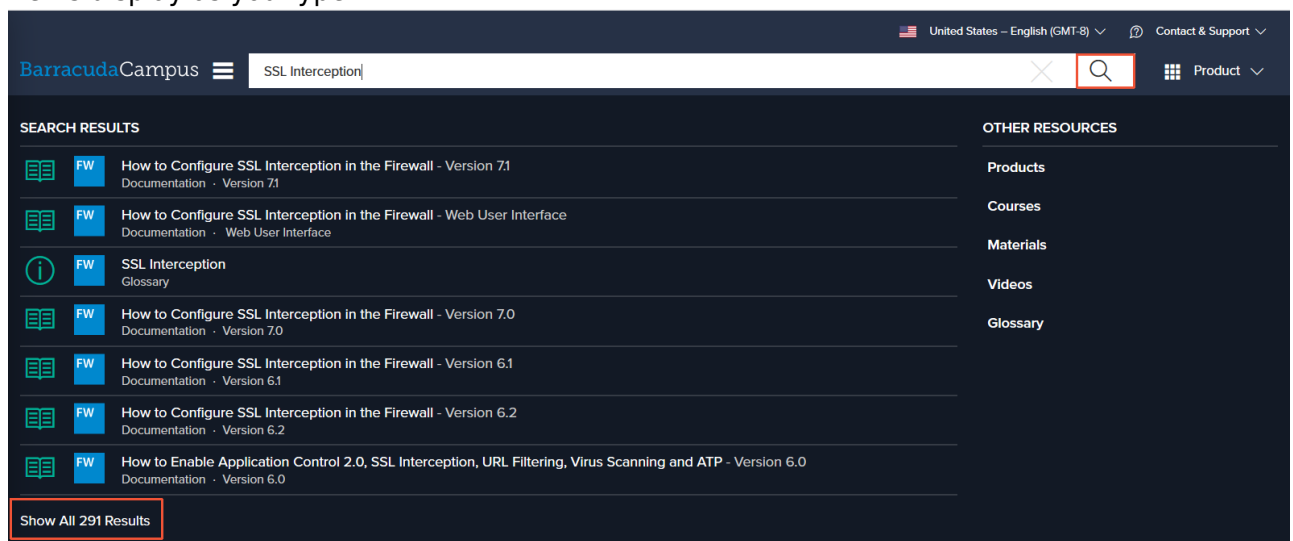 United States – English (GMT-8)
Contact & Support
BarracudaCampus
SSL Interception
Product
SEARCH RESULTS
FW
How to Configure SSL Interception in the Firewall - Version 7.1
Documentation · Version 7.1
FW
How to Configure SSL Interception in the Firewall - Web User Interface
Documentation · Web User Interface
FW
SSL Interception
Glossary
FW
How to Configure SSL Interception in the Firewall - Version 7.0
Documentation · Version 7.0
FW
How to Configure SSL Interception in the Firewall - Version 6.1
Documentation · Version 6.1
FW
How to Configure SSL Interception in the Firewall - Version 6.2
Documentation · Version 6.2
FW
How to Enable Application Control 2.0, SSL Interception, URL Filtering, Virus Scanning and ATP - Version 6.0
Documentation · Version 6.0
Show All 291 Results
OTHER RESOURCES
Products
Courses
Materials
Videos
Glossary